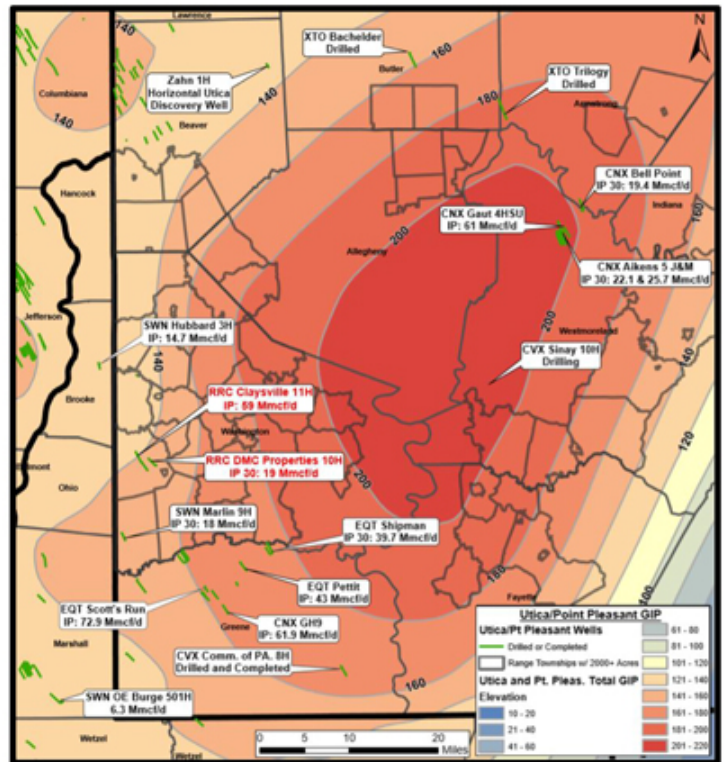 Lawrence
140
XTO Bachelder
Drilled
160
N
Zahn 1H
Horizontal Utica
Discovery Well
Butler
XTO Trilogy
Drilled
Columbiana
140
140
180
Armstrong
Beaver
CNX Bell Point
IP 30: 19.4 Mmcf/d
Hancock
160
Indiana
CNX Gaut 4HSU
IP: 61 Mmcf/d
200
Allegheny
CNX Aikens 5 J&M
IP 30: 22.1 & 25.7 Mmcf/d
Jefferson
SWN Hubbard 3H
IP: 14.7 Mmcf/d
200
Westmoreland
140
CVX Sinay 10H
Drilling
140
Brooke
RRC Claysville 11H
IP: 59 Mmcf/d
120
Washington
Belmont
RRC DMC Properties 10H
IP 30: 19 Mmcf/d
Ohio
200
SWN Marlin 9H
IP 30: 18 Mmcf/d
EQT Shipman
IP 30: 39.7 Mmcf/d
180
EQT Pettit
IP: 43 Mmcf/d
Fayette
100
EQT Scott's Run
IP: 72.9 Mmcf/d
CNX GH9
IP: 61.9 Mmcf/d
Greene
Marshall
CVX Comm. of PA. 8H
Drilled and Completed
160
SWN OE Burge 501H
6.3 Mmcf/d
Wetzel
Wetzel
0 10 20
Miles
Utica/Point Pleasant GIP
Utica/Pt Pleasant Wells
Drilled or Completed
Range Townships w/ 2000+ Acres
Utica and Pt. Pleas. Total GIP
Elevation
10 - 20
21 - 40
41 - 60
61 - 80
81 - 100
101 - 120
121 - 140
141 - 160
161 - 180
181 - 200
201 - 220